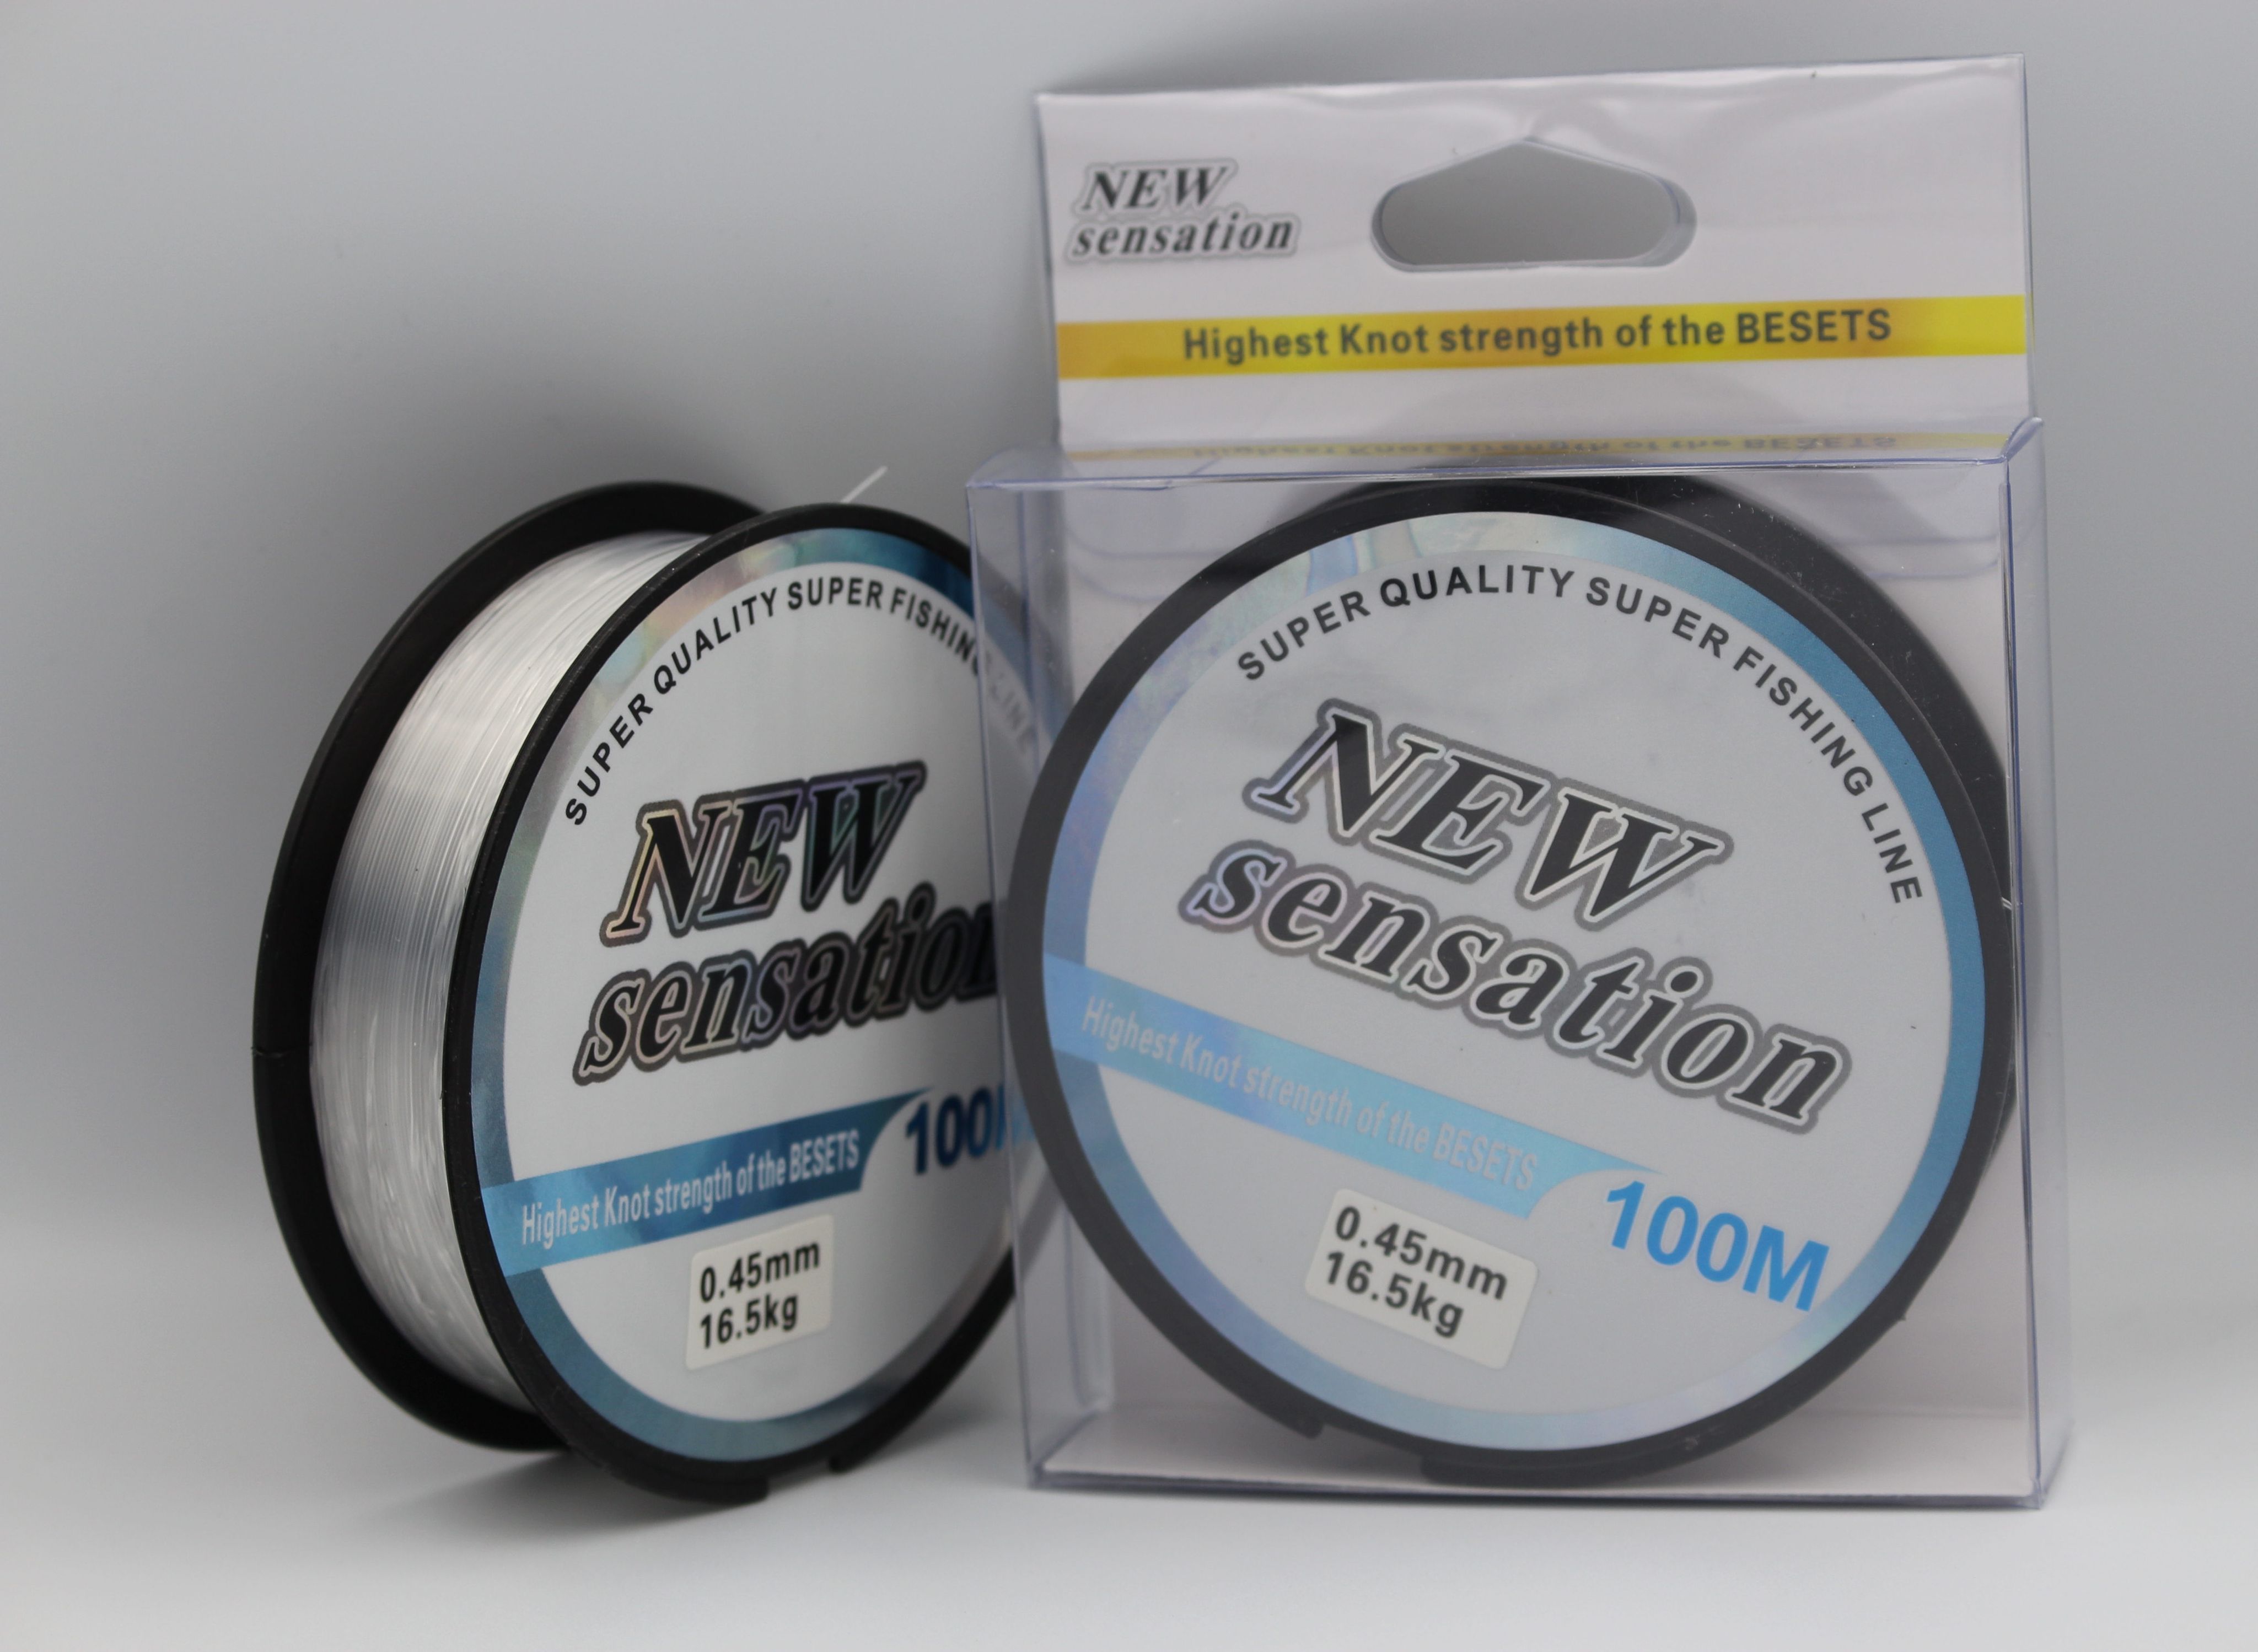 NEW
sensation
Highest Knot strength of the BESETS
SUPER QUALITY SUPER FISHING LINE
NEW
sensation
Highest Knot strength of the BESETS
100M
0.45mm
16.5kg
SUPER QUALITY SUPER FISHING LINE
NEW
sensation
Highest Knot strength of the BESETS
100M
0.45mm
16.5kg